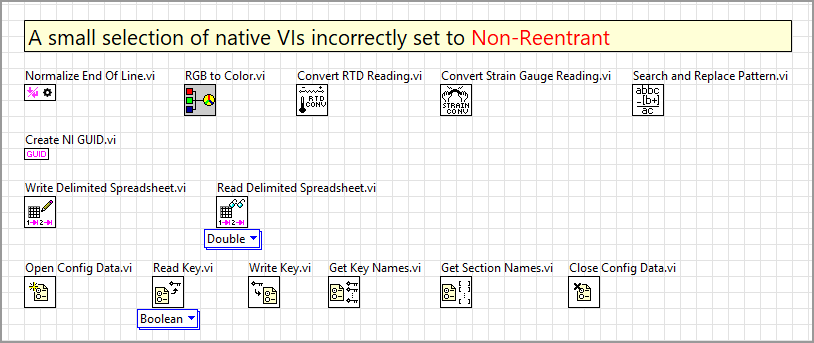 A small selection of native VIs incorrectly set to Non-Reentrant
Normalize End Of Line.vi RGB to Color.vi Convert RTD Reading.vi Convert Strain Gauge Reading.vi Search and Replace Pattern.vi
RTD CONV
STRAIN CONV
abbc
-[b+]
ac
Create NI GUID.vi
GUID
Write Delimited Spreadsheet.vi Read Delimited Spreadsheet.vi
1 2 1 2
Double
Open Config Data.vi Read Key.vi Write Key.vi Get Key Names.vi Get Section Names.vi Close Config Data.vi
Boolean